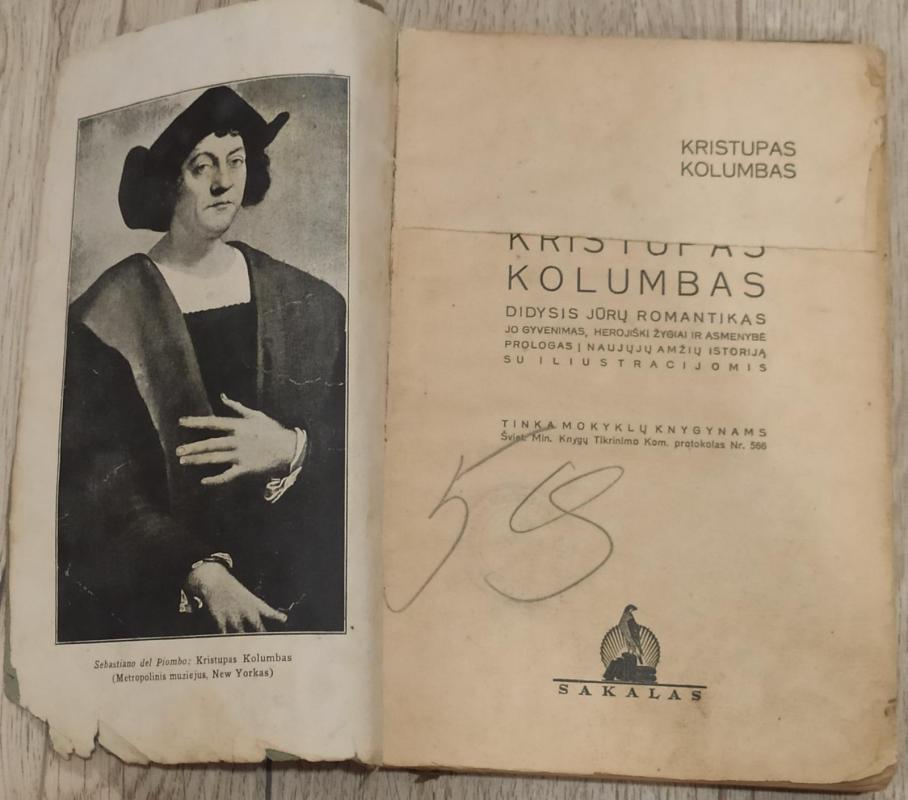 Sebastiano del Piombo: Kristupas Kolumbas
(Metropolinis muziejus, New Yorkas)
KRISTUPAS
KOLUMBAS
KRISTUPAS
KOLUMBAS
DIDYSIS JŪRŲ ROMANTIKAS
JO GYVENIMAS, HEROJIŠKI ŽYGIAI IR ASMENYBĖ
PROLOGAS Į NAUJŲJŲ AMŽIŲ ISTORIJĄ
SU ILIUSTRACIJOMIS
TINKA MOKYKLŲ KNYGYNAMS
Šviet. Min. Knygų Tikrinimo Kom. protokolas Nr. 566
SAKALAS